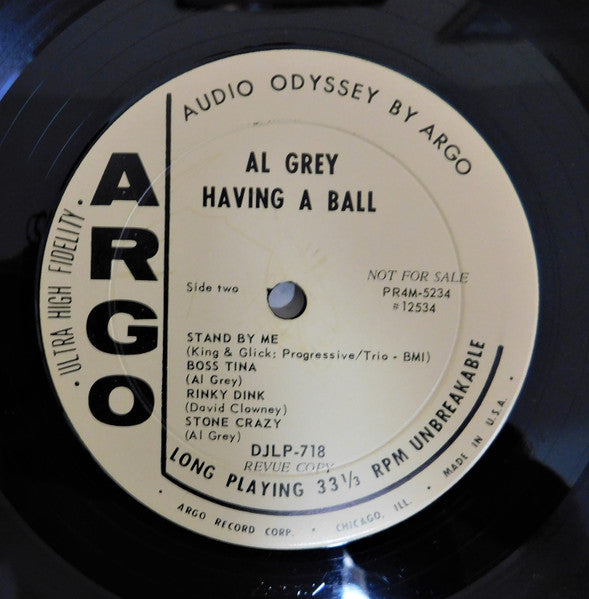 AUDIO ODYSSEY BY ARGO
ARGO
· ULTRA HIGH FIDELITY ·
AL GREY
HAVING A BALL
NOT FOR SALE
Side two
PR4M-5234
#12534
STAND BY ME
(King & Glick; Progressive/Trio - BMI)
BOSS TINA
(Al Grey)
RINKY DINK
(David Clowney)
STONE CRAZY
(Al Grey)
DJLP-718
REVUE COPY
LONG PLAYING 33 1/3 RPM UNBREAKABLE
· ARGO RECORD CORP. · CHICAGO, ILL. · MADE IN U.S.A. ·